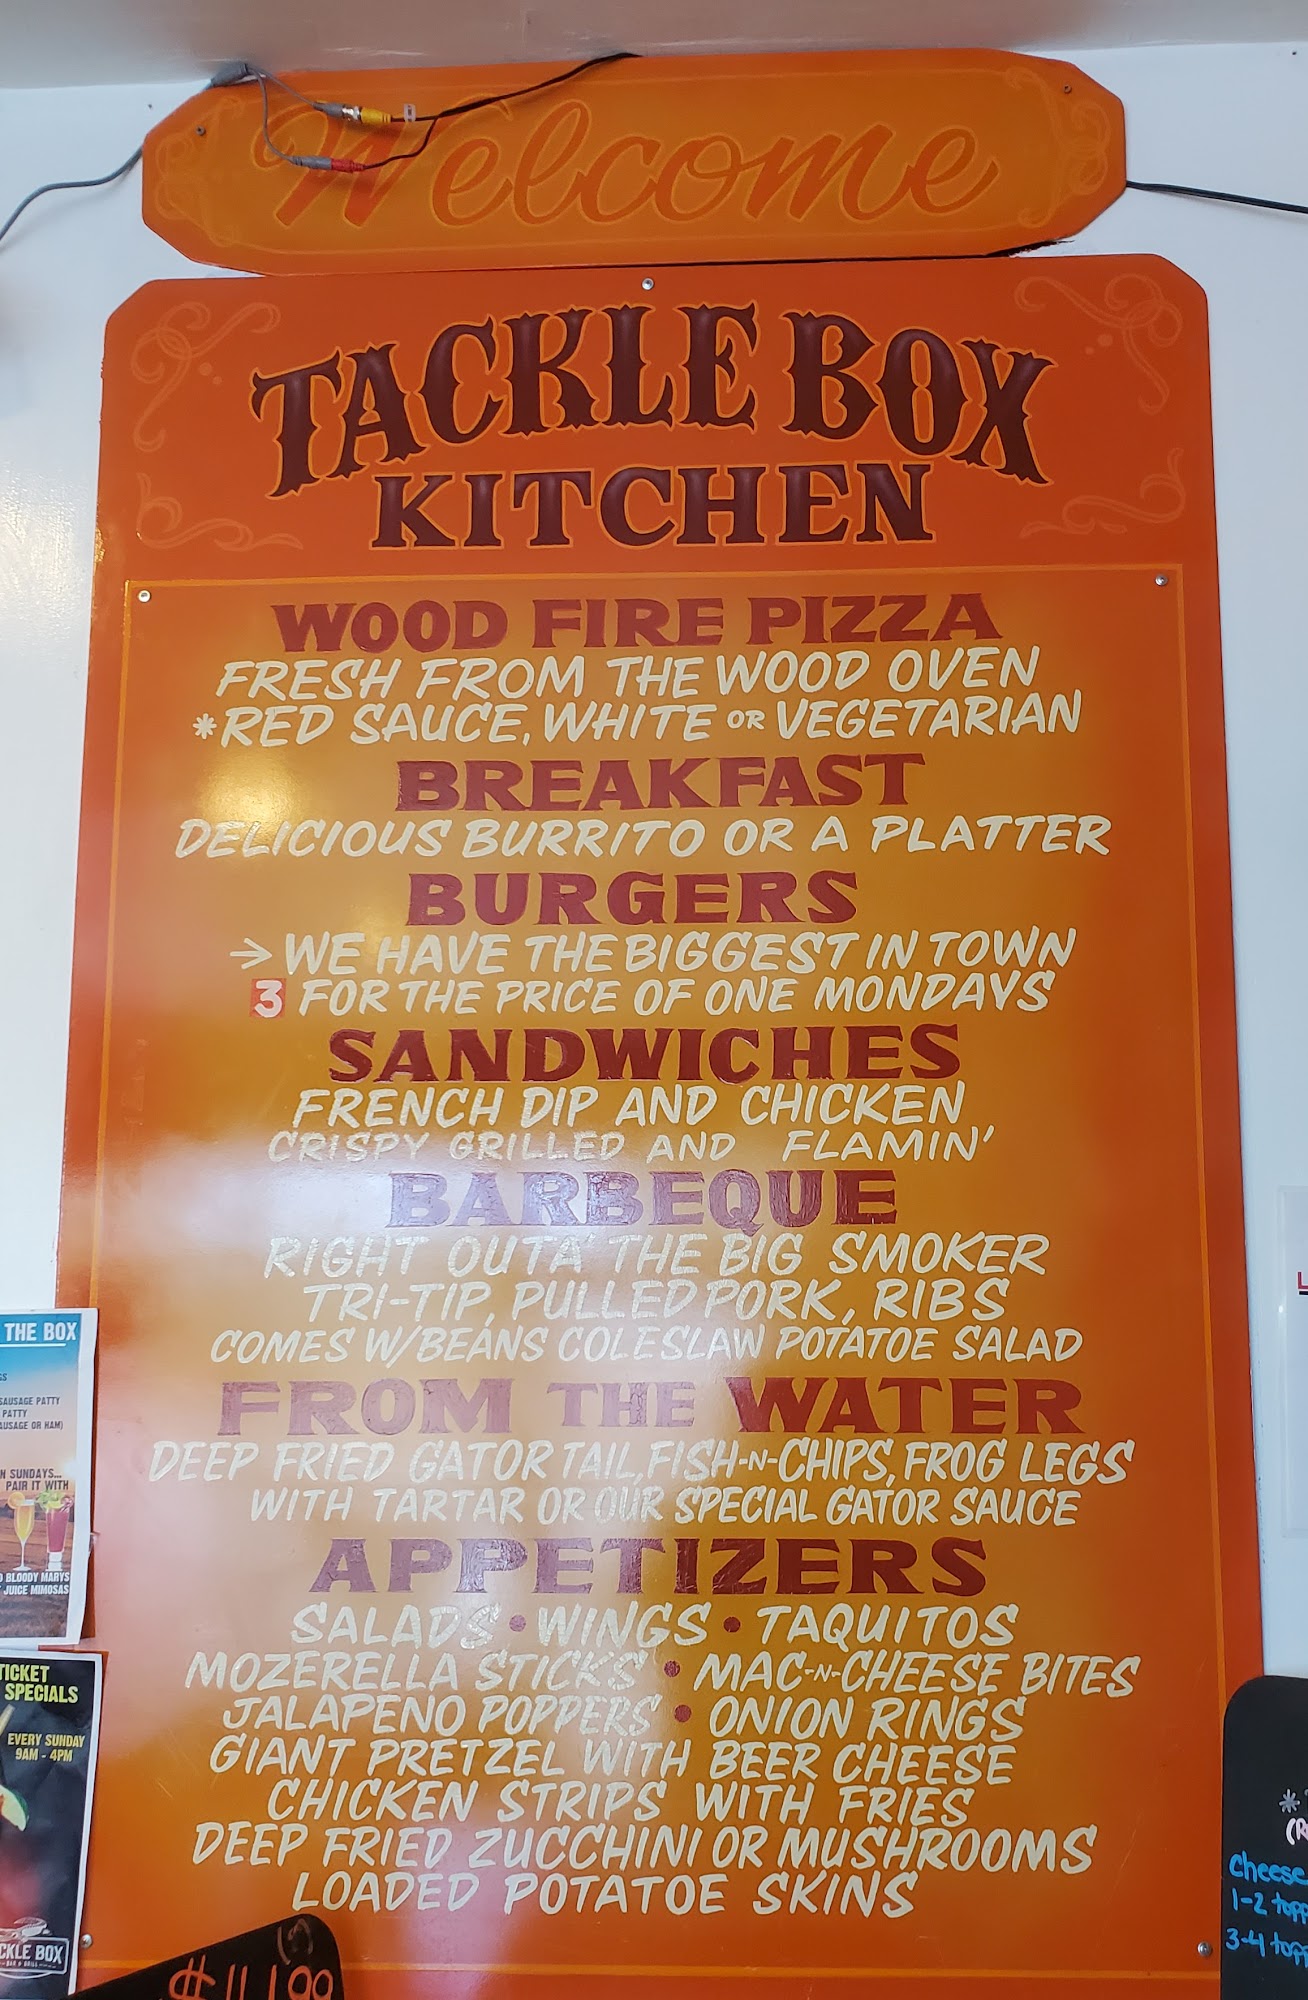 Welcome
TACKLE BOX
KITCHEN
WOOD FIRE PIZZA
FRESH FROM THE WOOD OVEN
*RED SAUCE, WHITE OR VEGETARIAN
BREAKFAST
DELICIOUS BURRITO OR A PLATTER
BURGERS
→ WE HAVE THE BIGGEST IN TOWN
3 FOR THE PRICE OF ONE MONDAYS
SANDWICHES
FRENCH DIP AND CHICKEN
CRISPY GRILLED AND FLAMIN'
BARBEQUE
RIGHT OUTA' THE BIG SMOKER
TRI-TIP, PULLED PORK, RIBS
COMES W/BEANS COLESLAW POTATOE SALAD
FROM THE WATER
DEEP FRIED GATOR TAIL, FISH-N-CHIPS, FROG LEGS
WITH TARTAR OR OUR SPECIAL GATOR SAUCE
APPETIZERS
SALADS • WINGS • TAQUITOS
MOZERELLA STICKS • MAC-N-CHEESE BITES
JALAPENO POPPERS • ONION RINGS
GIANT PRETZEL WITH BEER CHEESE
CHICKEN STRIPS WITH FRIES
DEEP FRIED ZUCCHINI OR MUSHROOMS
LOADED POTATOE SKINS
THE BOX
SAUSAGE PATTY
PATTY
SAUSAGE OR HAM)
N SUNDAYS...
PAIR IT WITH
BLOODY MARYS
JUICE MIMOSAS
TICKET
SPECIALS
EVERY SUNDAY
9AM - 4PM
CKLE BOX
BAR & GRILL
$11.99
Cheese
1-2 topp
3-4 topp